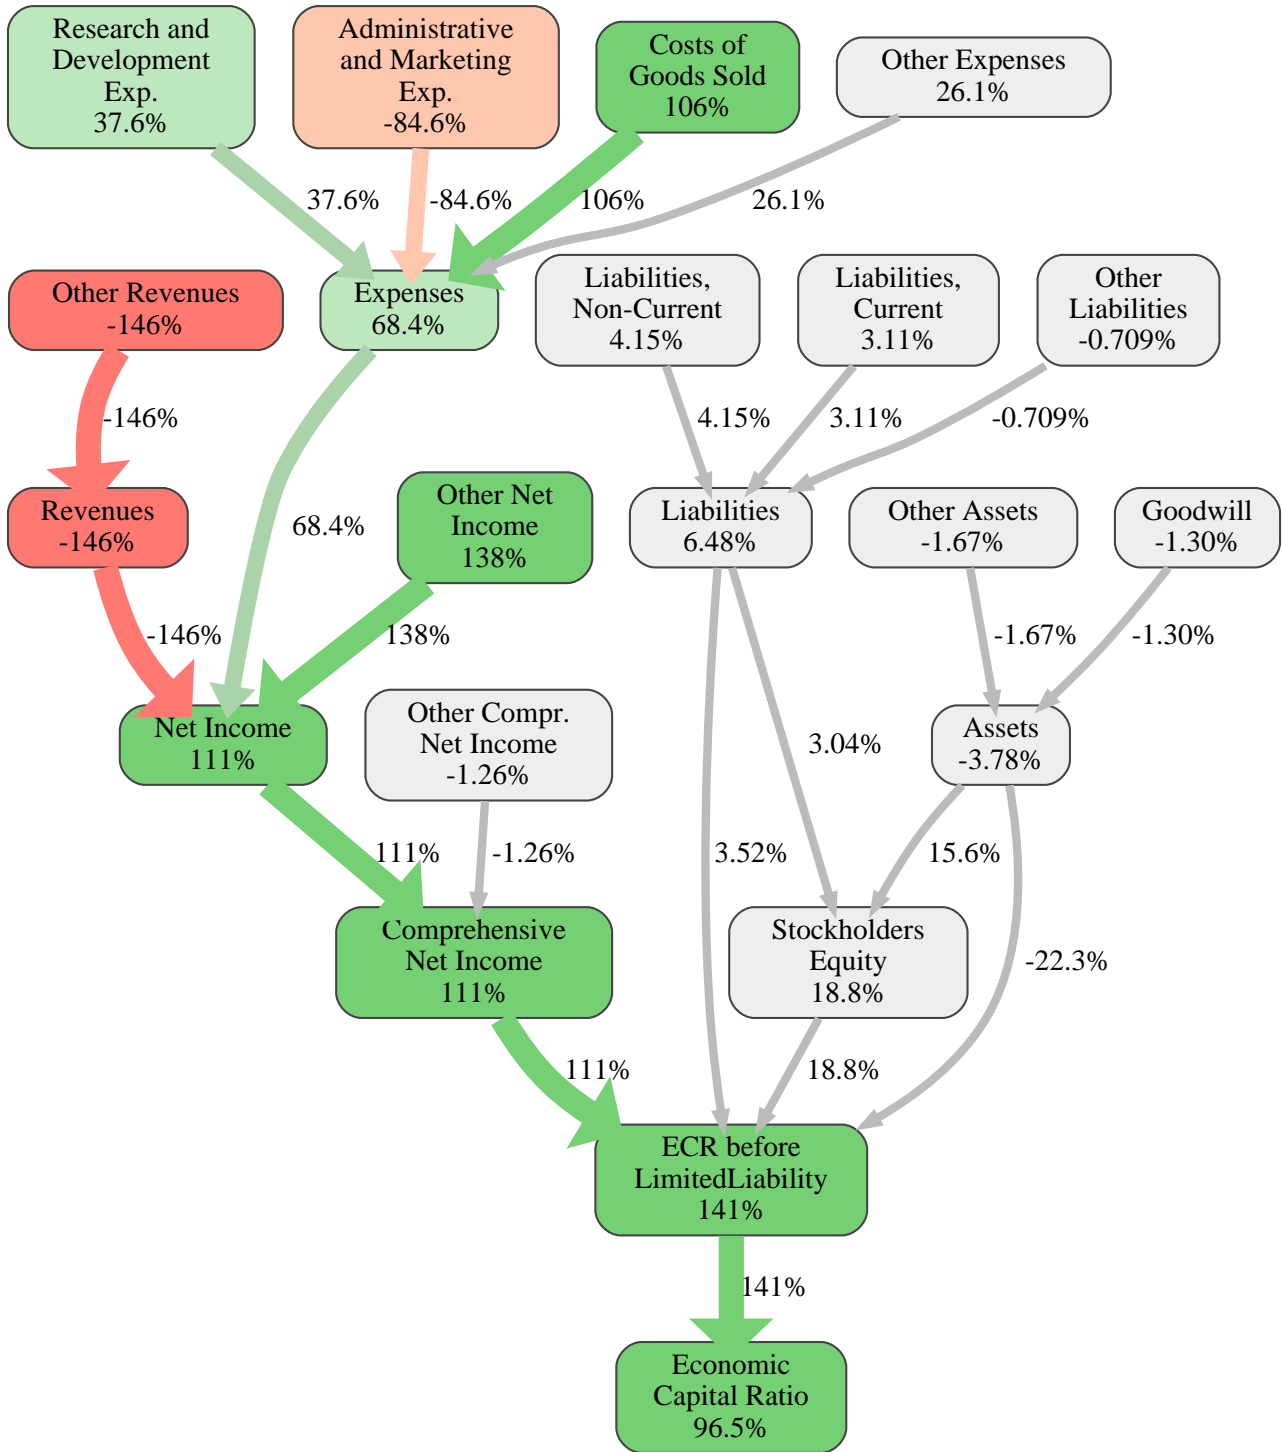 Research and
Development
Exp.
37.6%
Administrative
and Marketing
Exp.
-84.6%
Costs of
Goods Sold
106%
Other Expenses
26.1%
37.6%
-84.6%
106%
26.1%
Other Revenues
-146%
Expenses
68.4%
Liabilities,
Non-Current
4.15%
Liabilities,
Current
3.11%
Other
Liabilities
-0.709%
-146%
4.15%
3.11%
-0.709%
Revenues
-146%
68.4%
Other Net
Income
138%
Liabilities
6.48%
Other Assets
-1.67%
Goodwill
-1.30%
-146%
138%
-1.67%
-1.30%
Net Income
111%
Other Compr.
Net Income
-1.26%
3.04%
Assets
-3.78%
111%
-1.26%
3.52%
15.6%
Comprehensive
Net Income
111%
Stockholders
Equity
18.8%
-22.3%
111%
18.8%
ECR before
LimitedLiability
141%
141%
Economic
Capital Ratio
96.5%